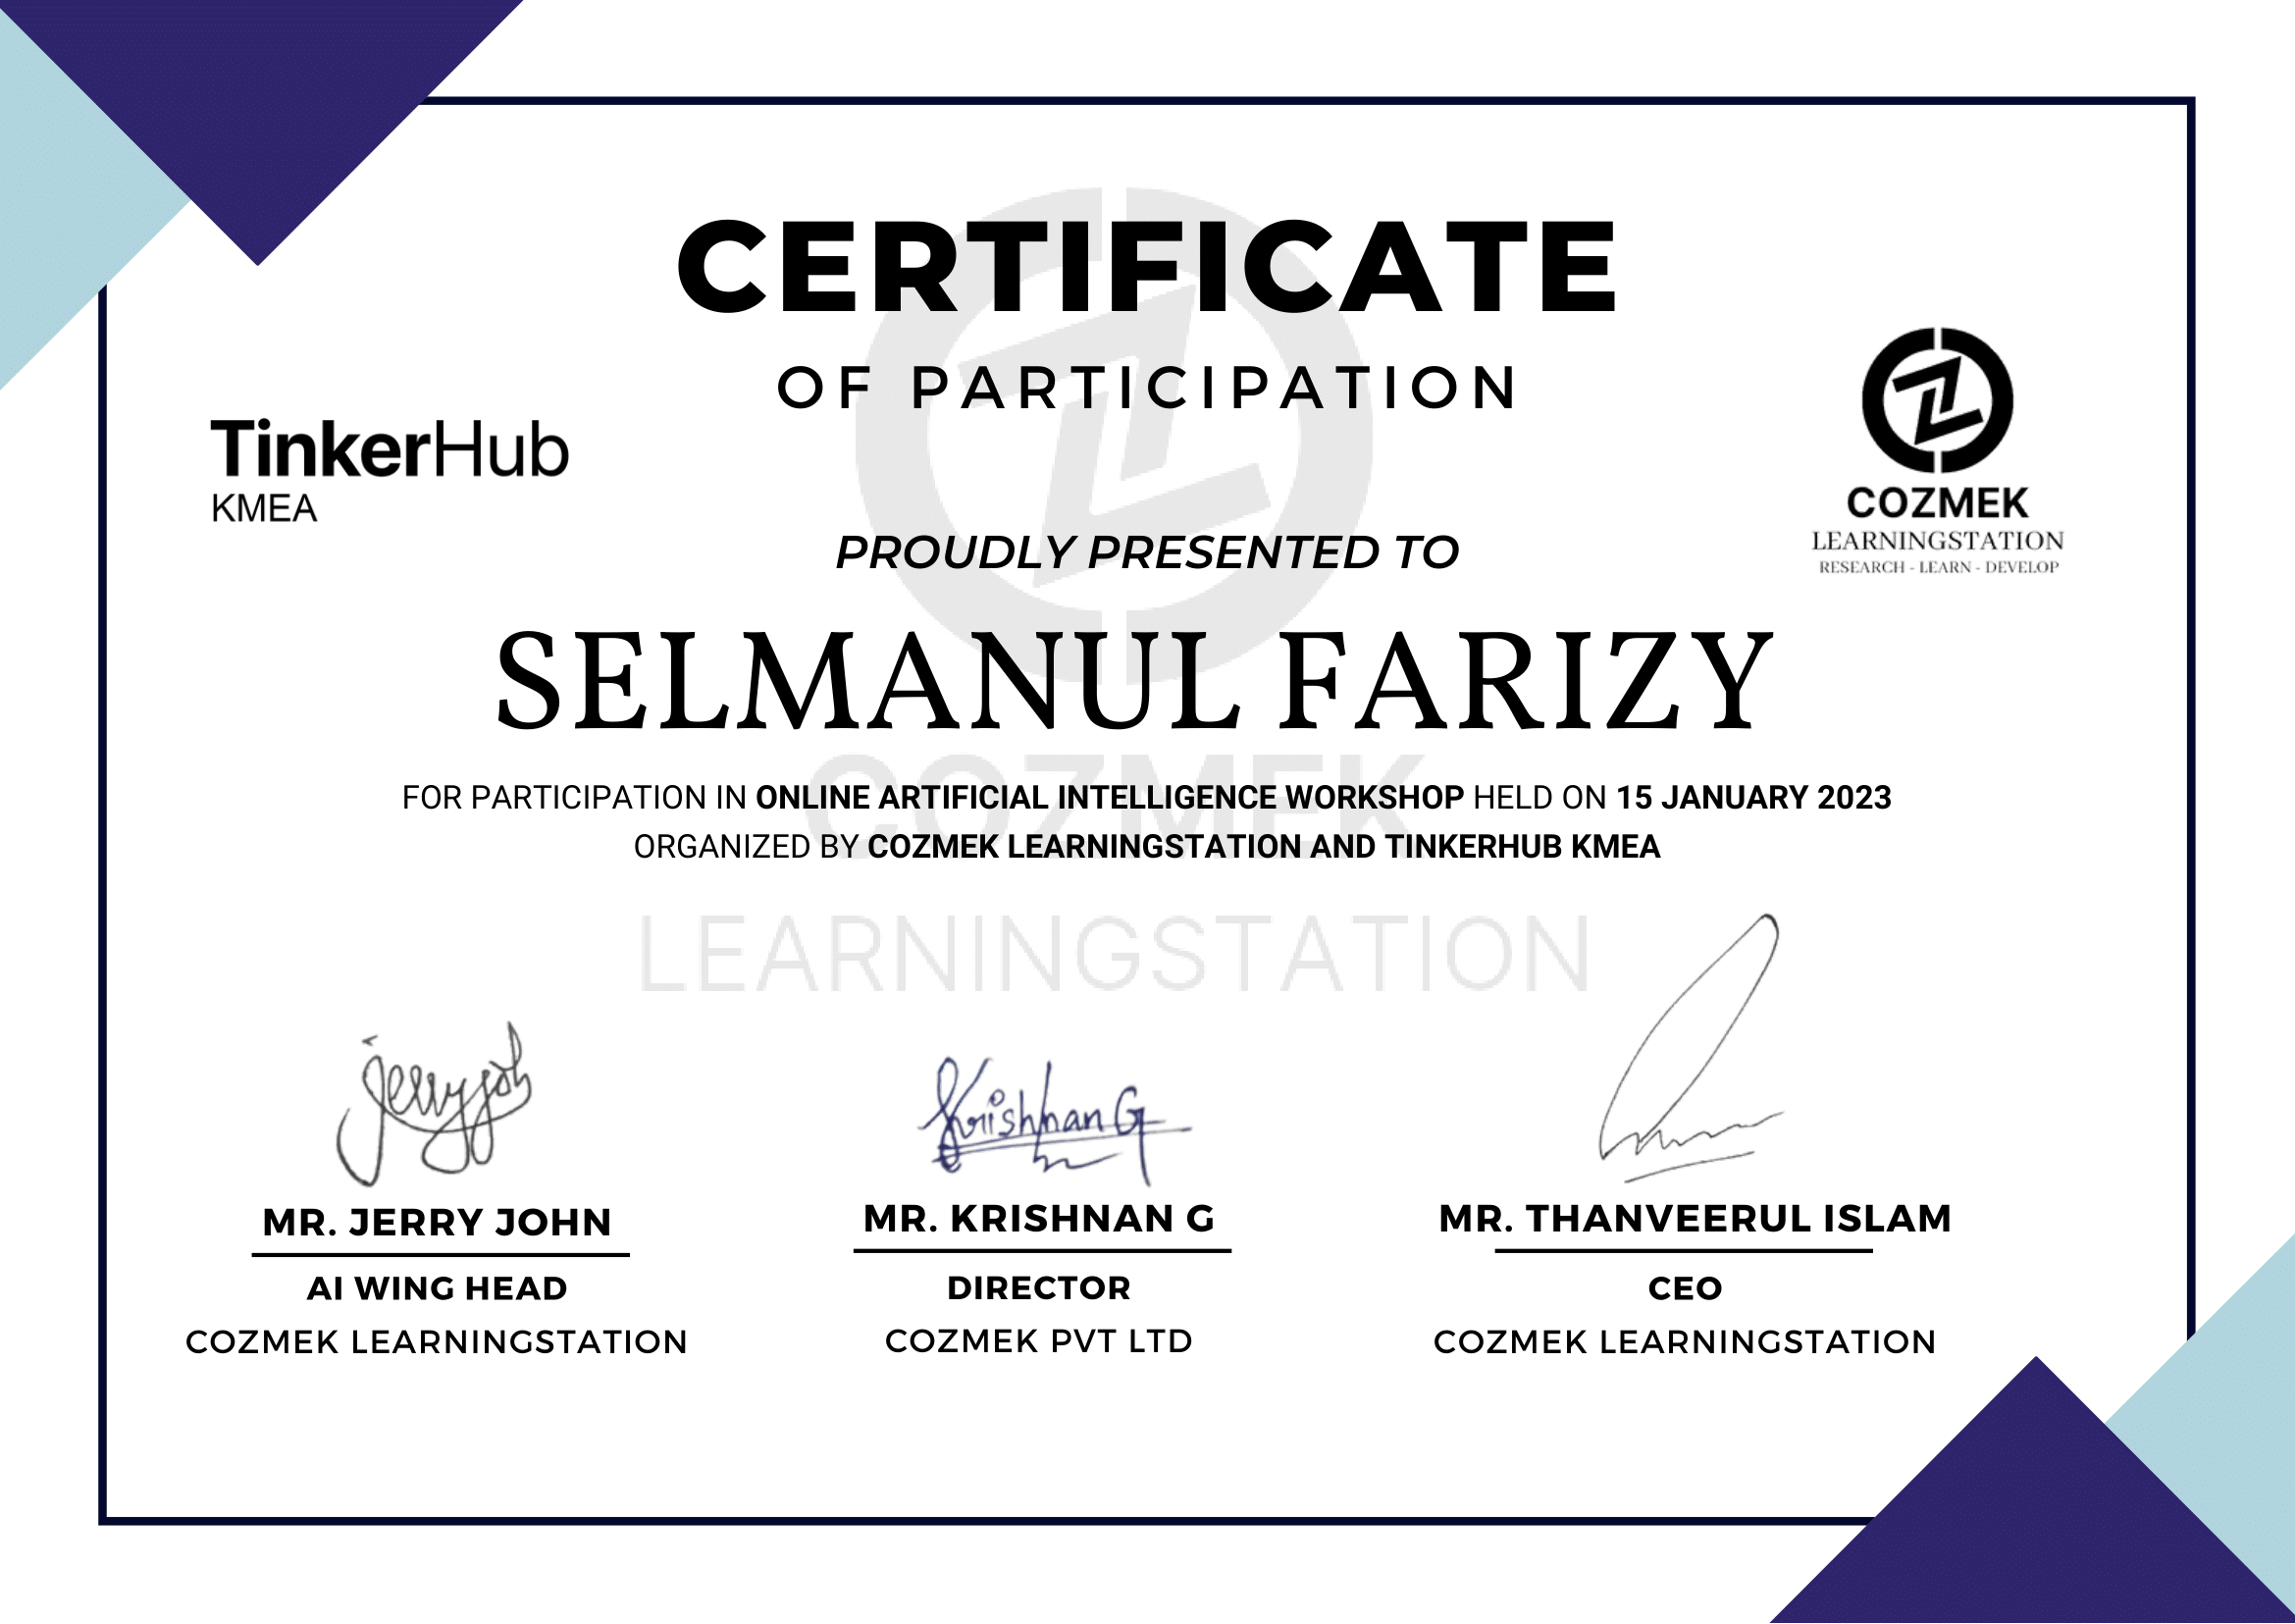 CERTIFICATE
OF PARTICIPATION
TinkerHub
KMEA
COZMEK
LEARNINGSTATION
RESEARCH - LEARN - DEVELOP
PROUDLY PRESENTED TO
SELMANUL FARIZY
FOR PARTICIPATION IN ONLINE ARTIFICIAL INTELLIGENCE WORKSHOP HELD ON 15 JANUARY 2023
ORGANIZED BY COZMEK LEARNINGSTATION AND TINKERHUB KMEA
COZMEK
LEARNINGSTATION
jerry joh
Krishnan G
MR. JERRY JOHN
AI WING HEAD
COZMEK LEARNINGSTATION
MR. KRISHNAN G
DIRECTOR
COZMEK PVT LTD
MR. THANVEERUL ISLAM
CEO
COZMEK LEARNINGSTATION